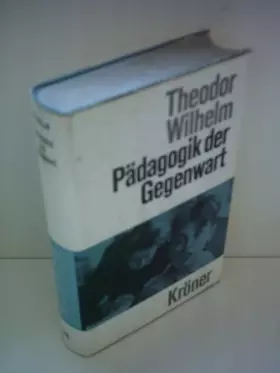 Theodor
Wilhelm
Pädagogik der
Gegenwart
Kröner